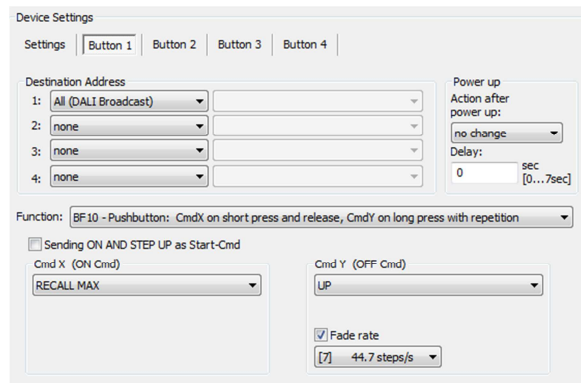 Device Settings
Settings Button 1 Button 2 Button 3 Button 4
Destination Address
1: All (DALI Broadcast)
2: none
3: none
4: none
Power up
Action after
power up:
no change
Delay:
0 sec
[0...7sec]
Function: BF10 - Pushbutton: CmdX on short press and release, CmdY on long press with repetition
Sending ON AND STEP UP as Start-Cmd
Cmd X (ON Cmd)
RECALL MAX
Cmd Y (OFF Cmd)
UP
Fade rate
[7] 44.7 steps/s